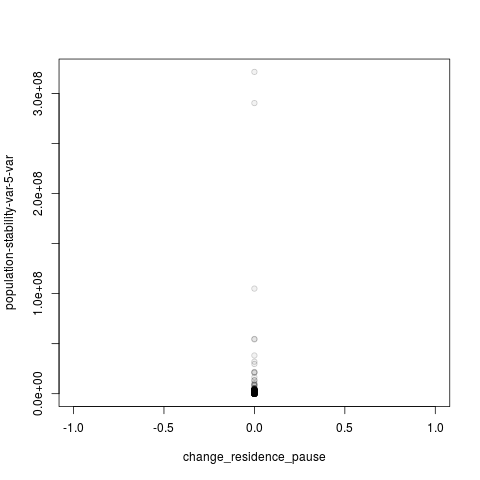 population-stability-var-5-var
3.0e+08
2.0e+08
1.0e+08
0.0e+00
-1.0
-0.5
0.0
0.5
1.0
change_residence_pause